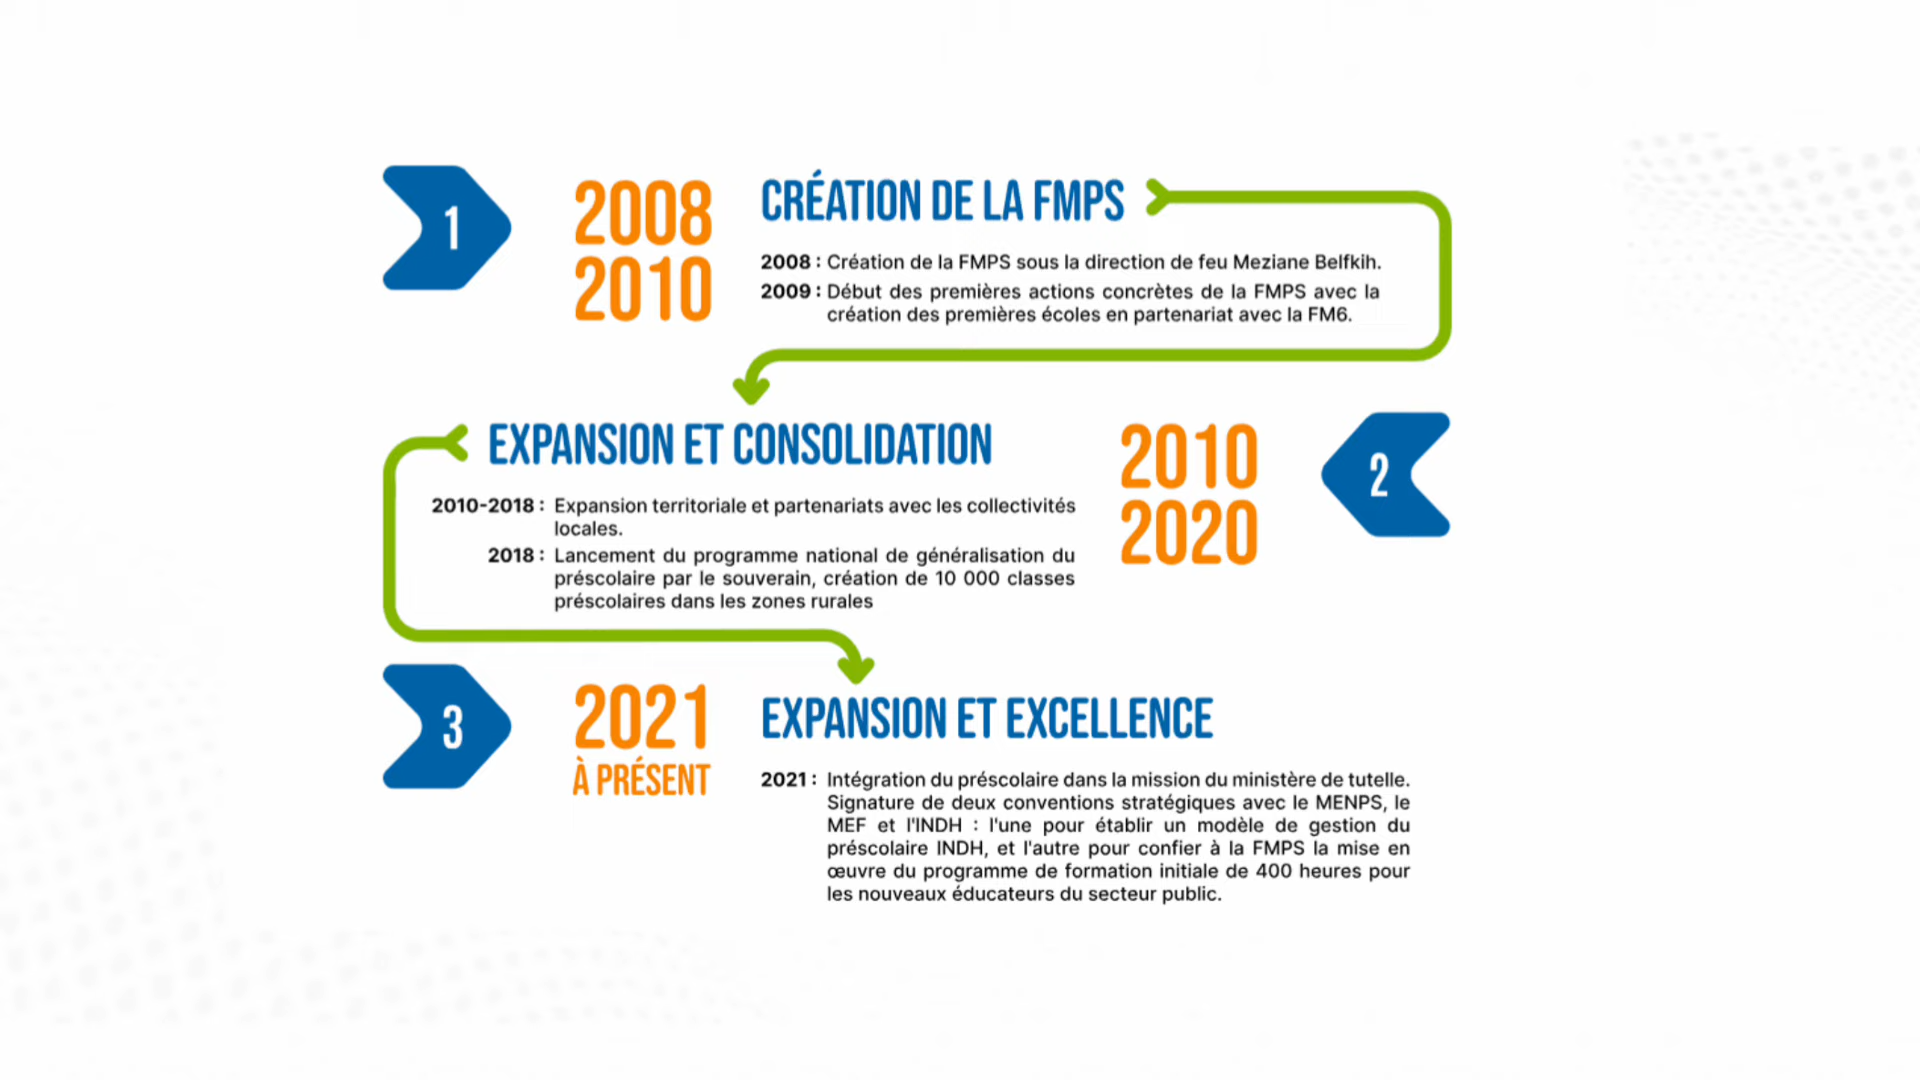 1
2008
2010
CRÉATION DE LA FMPS
2008 : Création de la FMPS sous la direction de feu Meziane Belfkih.
2009 : Début des premières actions concrètes de la FMPS avec la
création des premières écoles en partenariat avec la FM6.
EXPANSION ET CONSOLIDATION
2010-2018 : Expansion territoriale et partenariats avec les collectivités
locales.
2018 : Lancement du programme national de généralisation du
préscolaire par le souverain, création de 10 000 classes
préscolaires dans les zones rurales
2010
2020
2
3
2021
À PRÉSENT
EXPANSION ET EXCELLENCE
2021 : Intégration du préscolaire dans la mission du ministère de tutelle.
Signature de deux conventions stratégiques avec le MENPS, le
MEF et l'INDH : l'une pour établir un modèle de gestion du
préscolaire INDH, et l'autre pour confier à la FMPS la mise en
œuvre du programme de formation initiale de 400 heures pour
les nouveaux éducateurs du secteur public.